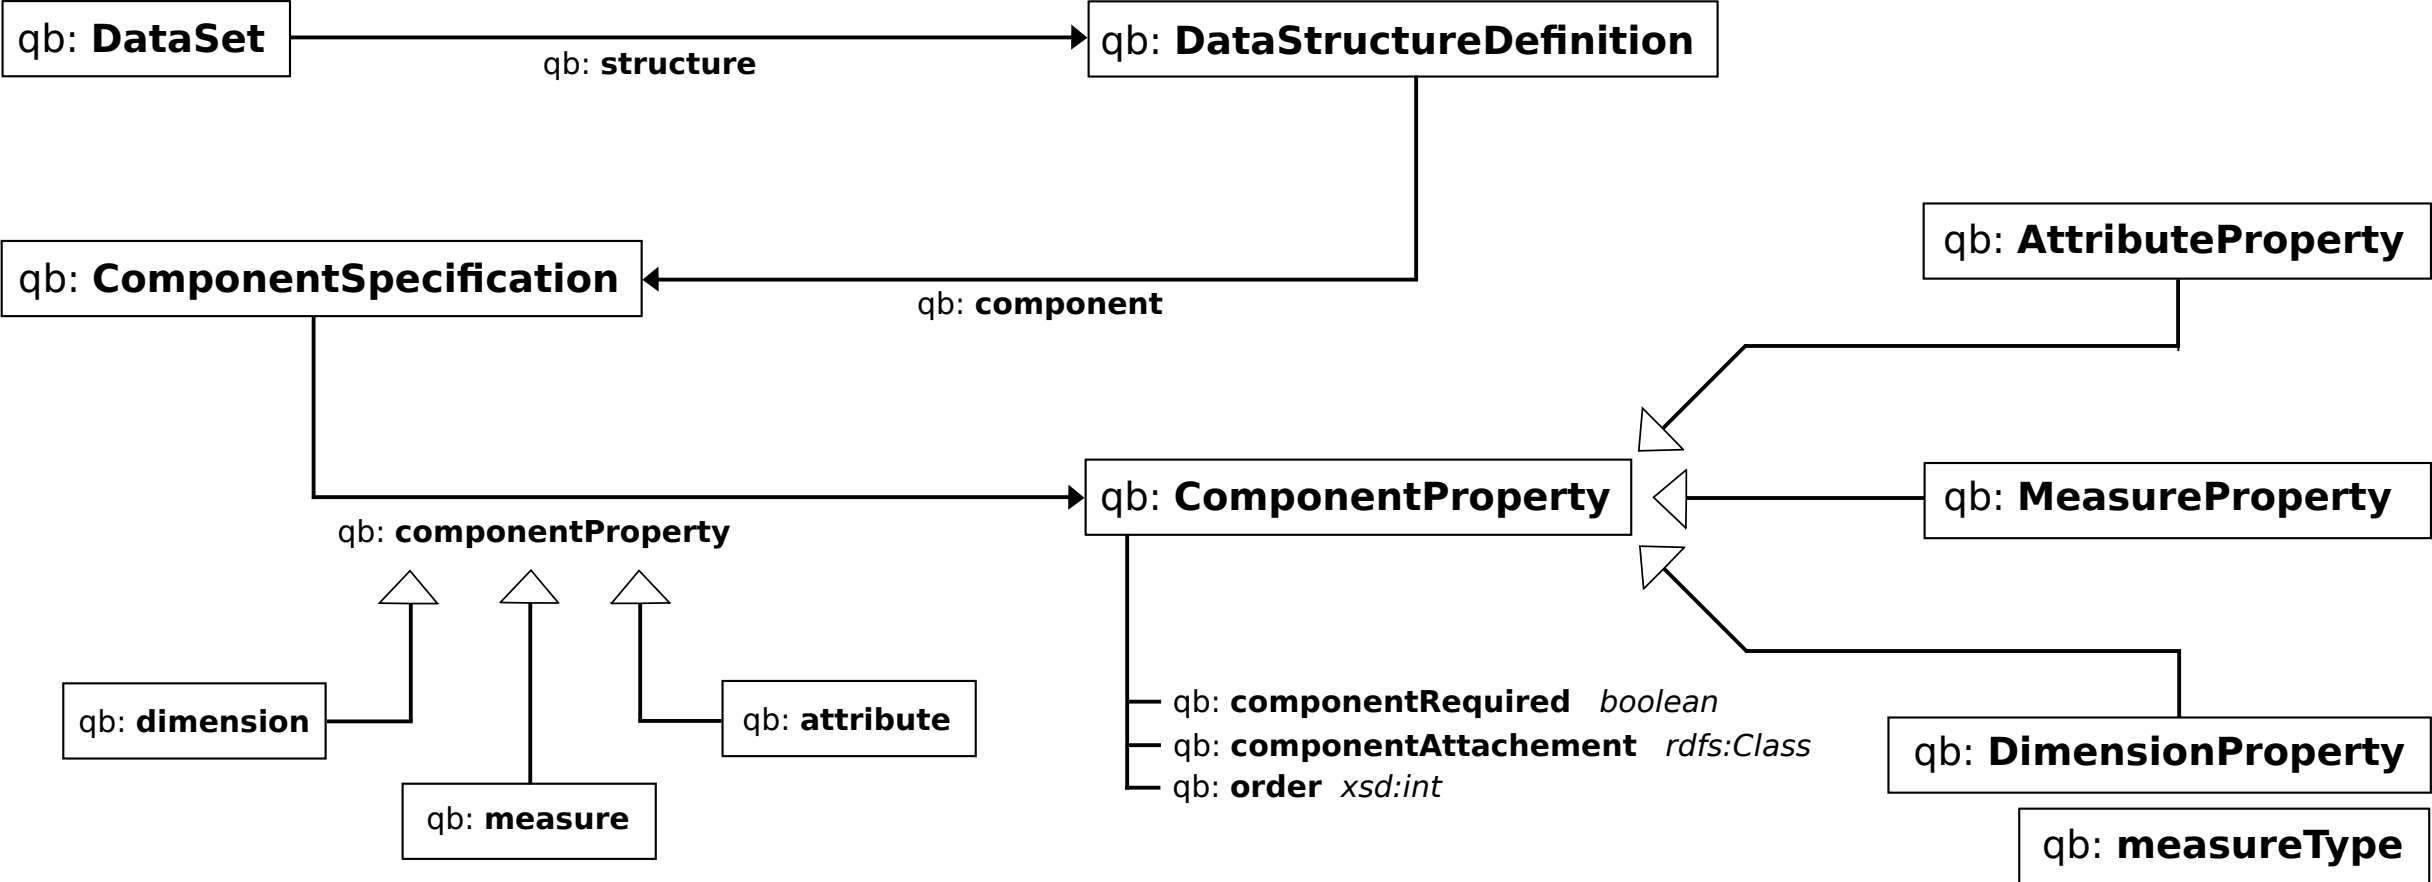 qb: DataSet
qb: structure
qb: DataStructureDefinition
qb: AttributeProperty
qb: ComponentSpecification
qb: component
qb: ComponentProperty
qb: MeasureProperty
qb: componentProperty
qb: dimension
qb: attribute
qb: measure
qb: componentRequired boolean
qb: componentAttachement rdfs:Class
qb: order xsd:int
qb: DimensionProperty
qb: measureType